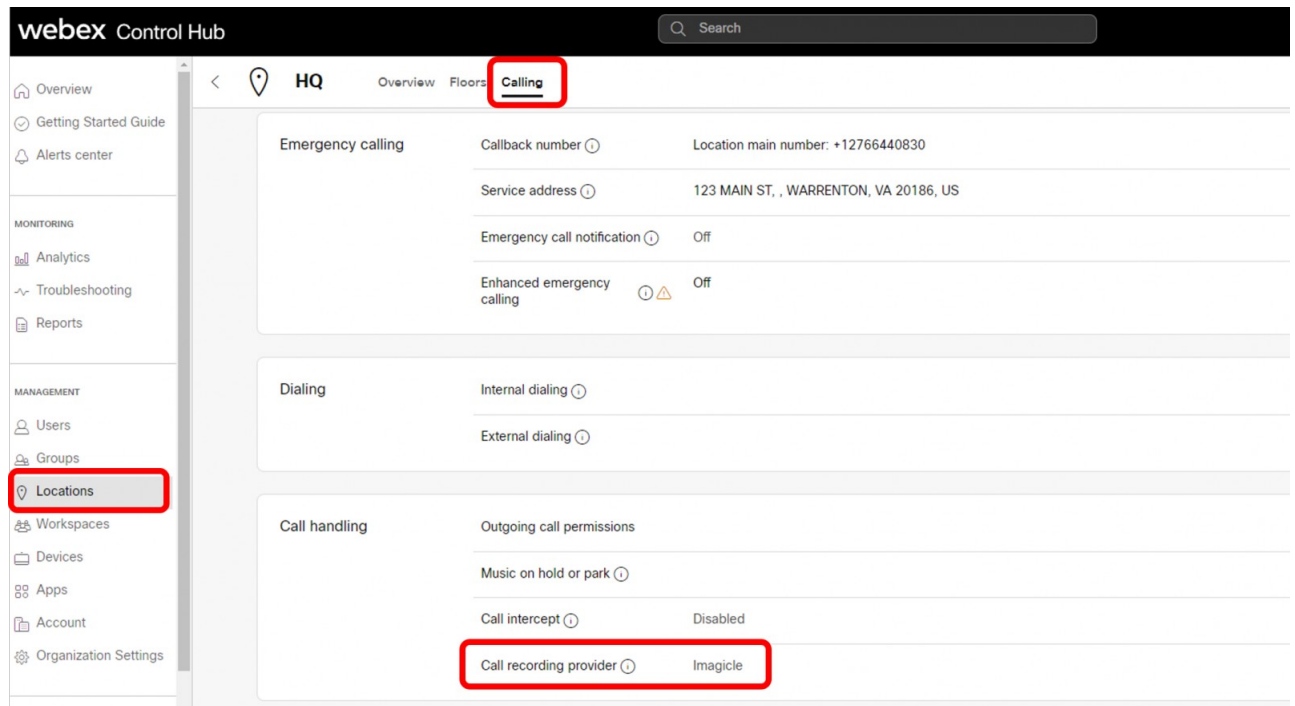 webex Control Hub
Search
Overview
Getting Started Guide
Alerts center
MONITORING
Analytics
Troubleshooting
Reports
MANAGEMENT
Users
Groups
Locations
Workspaces
Devices
Apps
Account
Organization Settings
HQ Overview Floors Calling
Emergency calling
Callback number Location main number: +12766440830
Service address 123 MAIN ST, , WARRENTON, VA 20186, US
Emergency call notification Off
Enhanced emergency calling Off
Dialing
Internal dialing
External dialing
Call handling
Outgoing call permissions
Music on hold or park
Call intercept Disabled
Call recording provider Imagicle